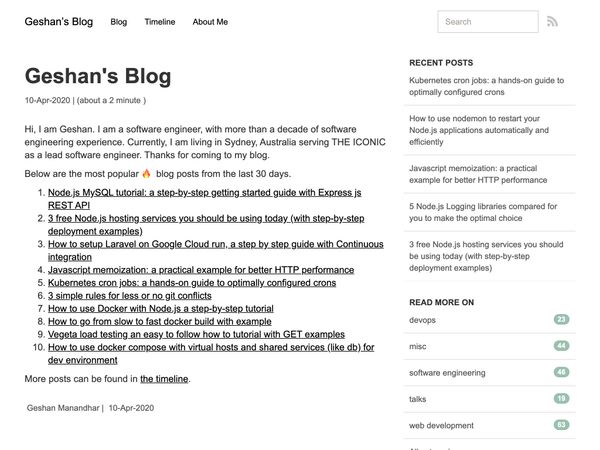 Geshan's Blog Blog Timeline About Me Search
Geshan's Blog
10-Apr-2020 | (about a 2 minute )
Hi, I am Geshan. I am a software engineer, with more than a decade of software
engineering experience. Currently, I am living in Sydney, Australia serving THE ICONIC
as a lead software engineer. Thanks for coming to my blog.
Below are the most popular 🔥 blog posts from the last 30 days.
1. Node.js MySQL tutorial: a step-by-step getting started guide with Express js
REST API
2. 3 free Node.js hosting services you should be using today (with step-by-step
deployment examples)
3. How to setup Laravel on Google Cloud run, a step by step guide with Continuous
integration
4. Javascript memoization: a practical example for better HTTP performance
5. Kubernetes cron jobs: a hands-on guide to optimally configured crons
6. 3 simple rules for less or no git conflicts
7. How to use Docker with Node.js a step-by-step tutorial
8. How to go from slow to fast docker build with example
9. Vegeta load testing an easy to follow how to tutorial with GET examples
10. How to use docker compose with virtual hosts and shared services (like db) for
dev environment
More posts can be found in the timeline.
Geshan Manandhar | 10-Apr-2020
RECENT POSTS
Kubernetes cron jobs: a hands-on guide to
optimally configured crons
How to use nodemon to restart your
Node.js applications automatically and
efficiently
Javascript memoization: a practical
example for better HTTP performance
5 Node.js Logging libraries compared for
you to make the optimal choice
3 free Node.js hosting services you should
be using today (with step-by-step
deployment examples)
READ MORE ON
devops 23
misc 44
software engineering 46
talks 19
web development 63